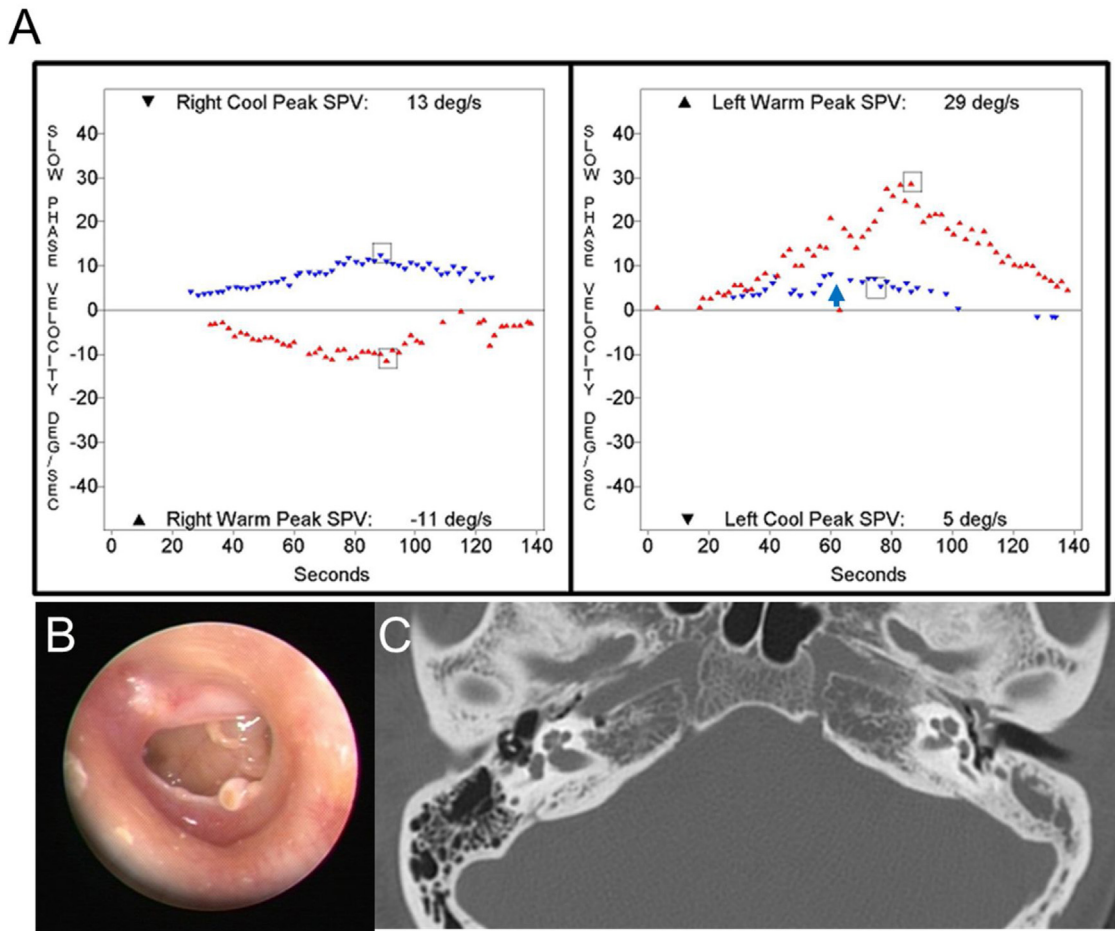 A
▼ Right Cool Peak SPV: 13 deg/s
SLOW PHASE VELOCITY DEG/SEC
40
30
20
10
0
-10
-20
-30
-40
▲ Right Warm Peak SPV: -11 deg/s
0 20 40 60 80 100 120 140
Seconds
▲ Left Warm Peak SPV: 29 deg/s
SLOW PHASE VELOCITY DEG/SEC
40
30
20
10
0
-10
-20
-30
-40
▼ Left Cool Peak SPV: 5 deg/s
0 20 40 60 80 100 120 140
Seconds
B
C